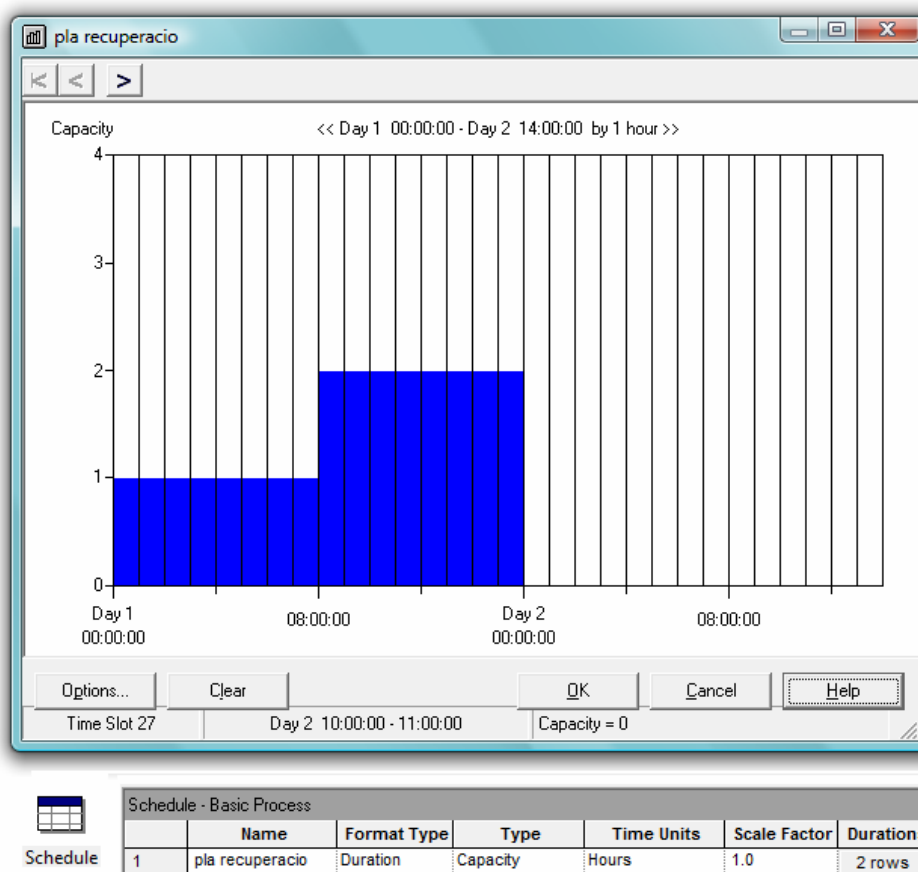 pla recuperacio
Capacity << Day 1 00:00:00 - Day 2 14:00:00 by 1 hour >>
4
3
2
1
0
Day 1 08:00:00 Day 2 08:00:00
00:00:00 00:00:00
Options... Clear OK Cancel Help
Time Slot 27 Day 2 10:00:00 - 11:00:00 Capacity = 0
Schedule - Basic Process
Name Format Type Type Time Units Scale Factor Duration
Schedule 1 pla recuperacio Duration Capacity Hours 1.0 2 rows